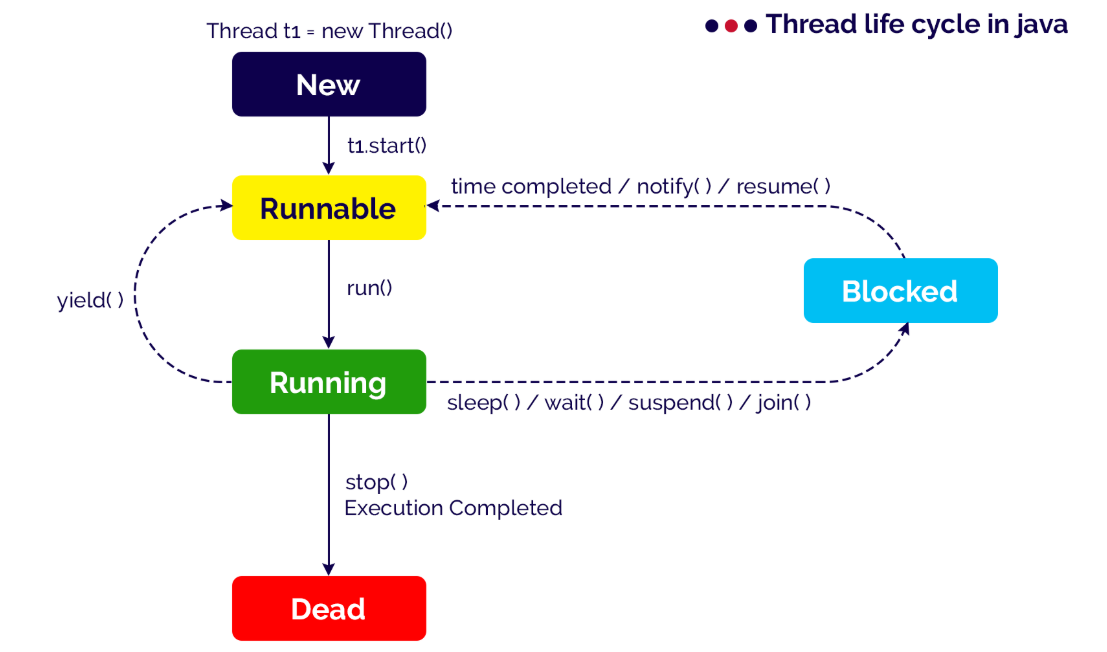 Thread life cycle in java
Thread t1 = new Thread()
New
t1.start()
time completed / notify( ) / resume( )
Runnable
run()
Blocked
yield( )
Running
sleep( ) / wait( ) / suspend( ) / join( )
stop( )
Execution Completed
Dead